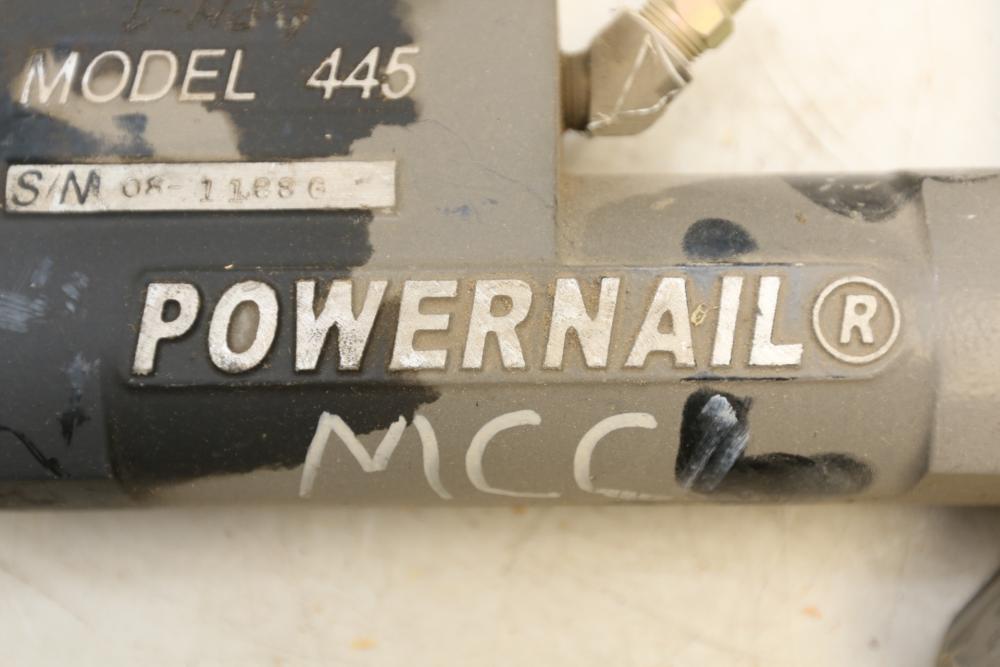 MODEL 445
S/N 08-11886
POWERNAIL®
MCC